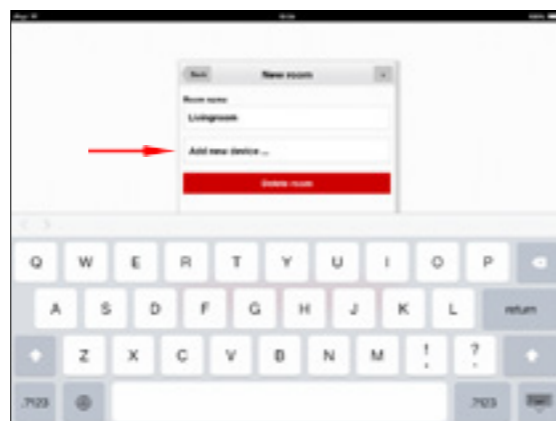 Back New room
Room name
Livingroom
Add new device ...
Delete room
Q W E R T Y U I O P
A S D F G H J K L return
Z X C V B N M ! , ? .
.?123 .?123